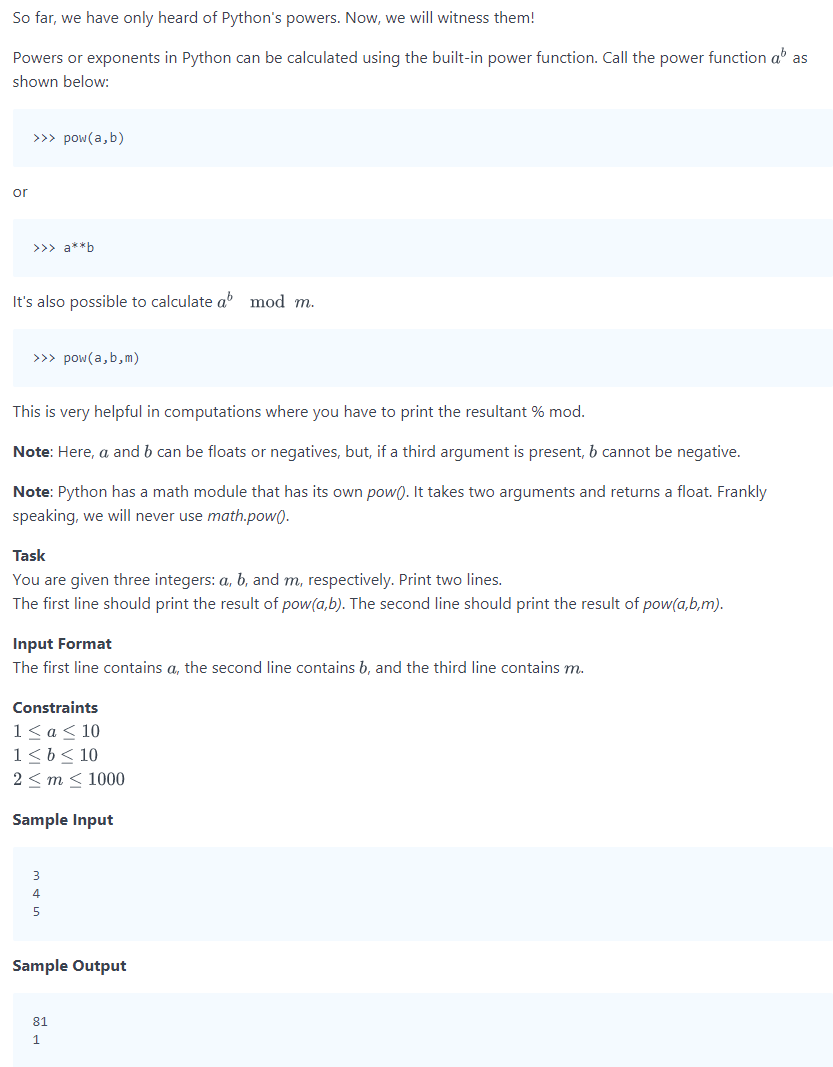 So far, we have only heard of Python's powers. Now, we will witness them!
Powers or exponents in Python can be calculated using the built-in power function. Call the power function a^b as
shown below:
>>> pow(a,b)
or
>>> a**b
It's also possible to calculate a^b mod m.
>>> pow(a,b,m)
This is very helpful in computations where you have to print the resultant % mod.
Note: Here, a and b can be floats or negatives, but, if a third argument is present, b cannot be negative.
Note: Python has a math module that has its own pow(). It takes two arguments and returns a float. Frankly
speaking, we will never use math.pow().
Task
You are given three integers: a, b, and m, respectively. Print two lines.
The first line should print the result of pow(a,b). The second line should print the result of pow(a,b,m).
Input Format
The first line contains a, the second line contains b, and the third line contains m.
Constraints
1 ≤ a ≤ 10
1 ≤ b ≤ 10
2 ≤ m ≤ 1000
Sample Input
3
4
5
Sample Output
81
1